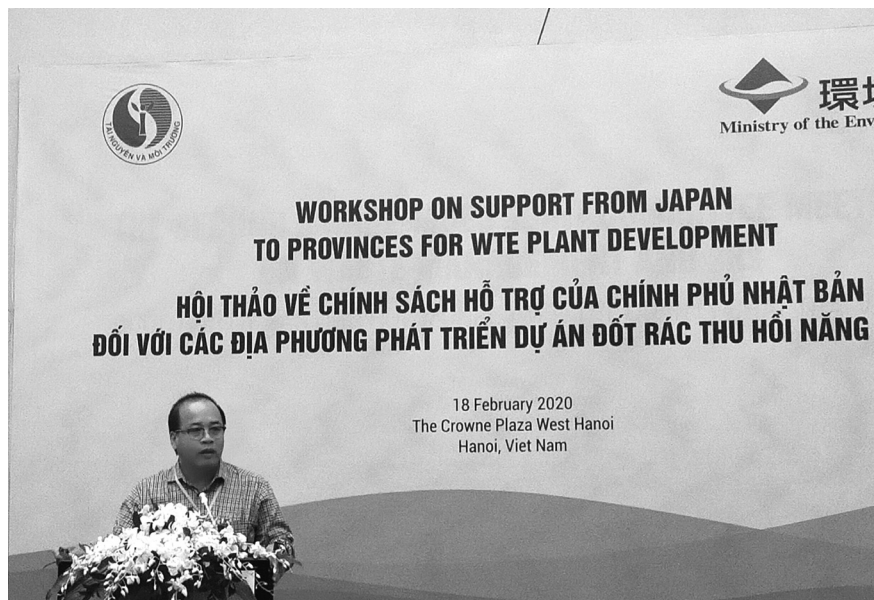 TÀI NGUYÊN VÀ MÔI TRƯỜNG
環
Ministry of the
WORKSHOP ON SUPPORT FROM JAPAN
TO PROVINCES FOR WTE PLANT DEVELOPMENT
HỘI THẢO VỀ CHÍNH SÁCH HỖ TRỢ CỦA CHÍNH PHỦ NHẬT BẢN
ĐỐI VỚI CÁC ĐỊA PHƯƠNG PHÁT TRIỂN DỰ ÁN ĐỐT RÁC THU HỒI NĂNG
18 February 2020
The Crowne Plaza West Hanoi
Hanoi, Viet Nam